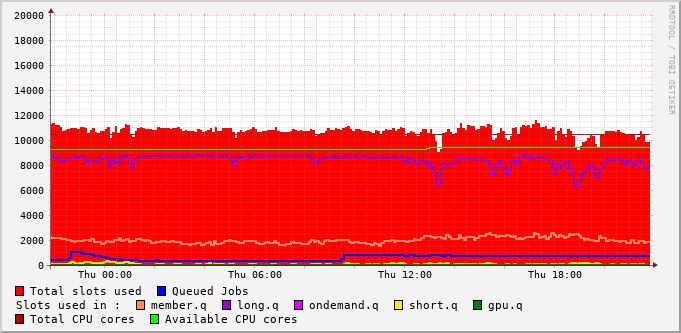 20000
18000
16000
14000
12000
10000
8000
6000
4000
2000
0
Thu 00:00 Thu 06:00 Thu 12:00 Thu 18:00
RRDTOOL / TOBI OETIKER
Total slots used Queued Jobs
Slots used in : member.q long.q ondemand.q short.q gpu.q
Total CPU cores Available CPU cores